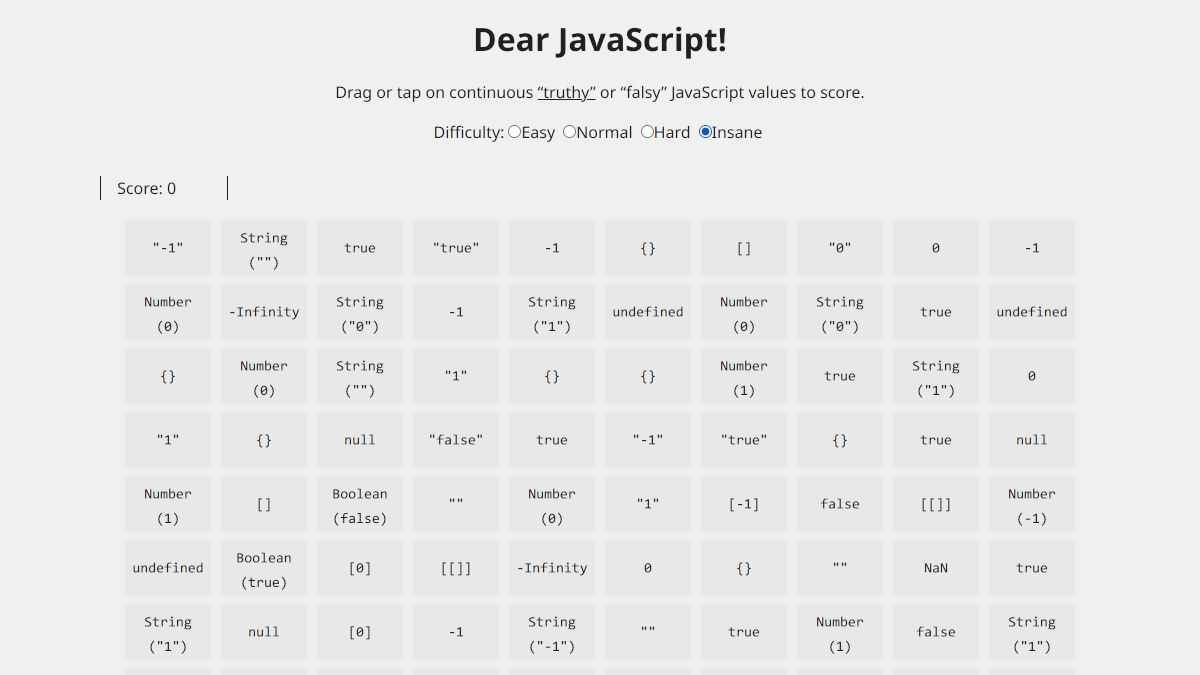 Dear JavaScript!
Drag or tap on continuous “truthy” or “falsy” JavaScript values to score.
Difficulty: Easy Normal Hard Insane
Score: 0
"-1" String ("") true "true" -1 {} [] "0" 0 -1
Number (0) -Infinity String ("0") -1 String ("1") undefined Number (0) String ("0") true undefined
{} Number (0) String ("") "1" {} {} Number (1) true String ("1") 0
"1" {} null "false" true "-1" "true" {} true null
Number (1) [] Boolean (false) "" Number (0) "1" [-1] false [[]] Number (-1)
undefined Boolean (true) [0] [[]] -Infinity 0 {} "" NaN true
String ("1") null [0] -1 String ("-1") "" true Number (1) false String ("1")